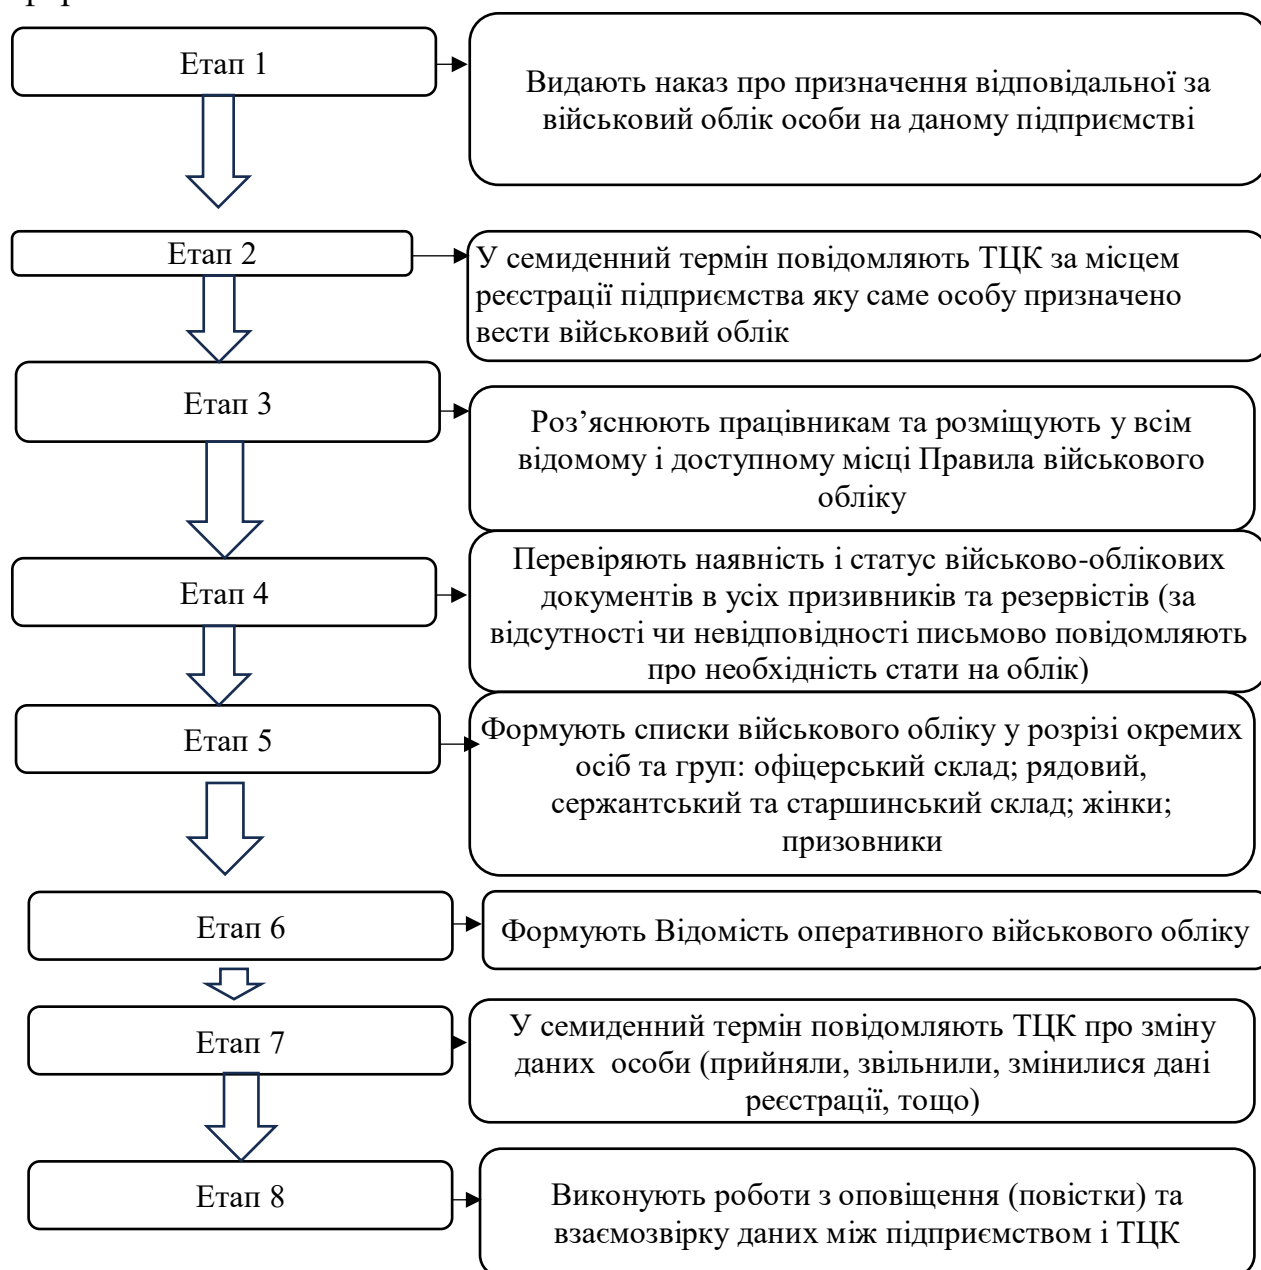 Етап 1
Видають наказ про призначення відповідальної за
військовий облік особи на даному підприємстві
Етап 2
У семиденний термін повідомляють ТЦК за місцем
реєстрації підприємства яку саме особу призначено
вести військовий облік
Етап 3
Роз’яснюють працівникам та розміщують у всім
відомому і доступному місці Правила військового
обліку
Етап 4
Перевіряють наявність і статус військово-облікових
документів в усіх призивників та резервістів (за
відсутності чи невідповідності письмово повідомляють
про необхідність стати на облік)
Етап 5
Формують списки військового обліку у розрізі окремих
осіб та груп: офіцерський склад; рядовий,
сержантський та старшинський склад; жінки;
призовники
Етап 6
Формують Відомість оперативного військового обліку
Етап 7
У семиденний термін повідомляють ТЦК про зміну
даних особи (прийняли, звільнили, змінилися дані
реєстрації, тощо)
Етап 8
Виконують роботи з оповіщення (повістки) та
взаємозвірку даних між підприємством і ТЦК